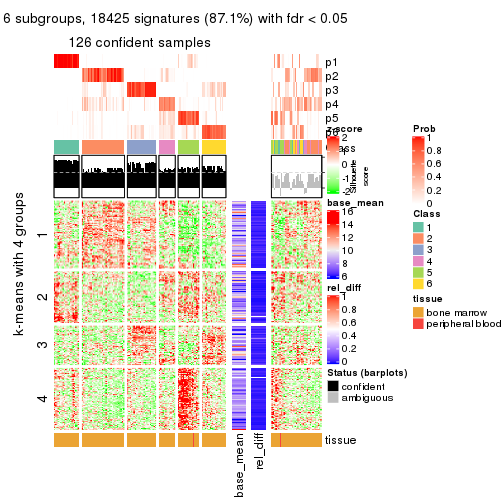 6 subgroups, 18425 signatures (87.1%) with fdr < 0.05
126 confident samples
p1
p2
p3
p4
p5
p6
Class
Silhouette
score
k-means with 4 groups
1
2
3
4
base_mean
rel_diff
tissue
z-score
2
1
0
-1
-2
base_mean
16
14
12
10
8
6
rel_diff
1
0.8
0.6
0.4
0.2
0
Status (barplots)
confident
ambiguous
Prob
1
0.8
0.6
0.4
0.2
0
Class
1
2
3
4
5
6
tissue
bone marrow
peripheral blood